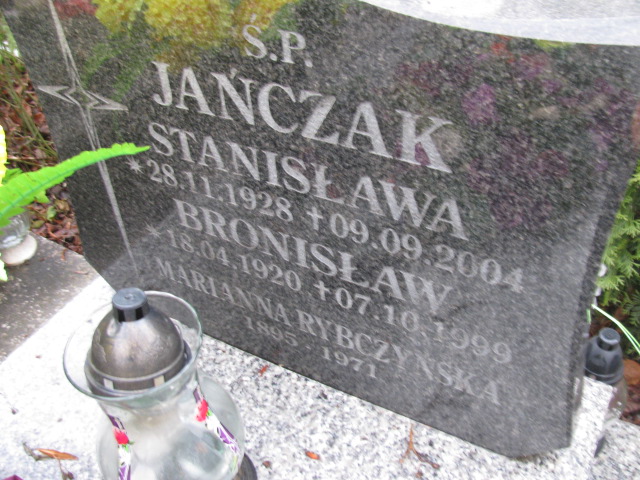 Ś.P.
JAŃCZAK
STANISŁAWA
*28.11.1928 +09.09.2004
BRONISŁAW
*18.04.1920 +07.10.1999
MARIANNA RYBCZYŃSKA
1895 - 1971